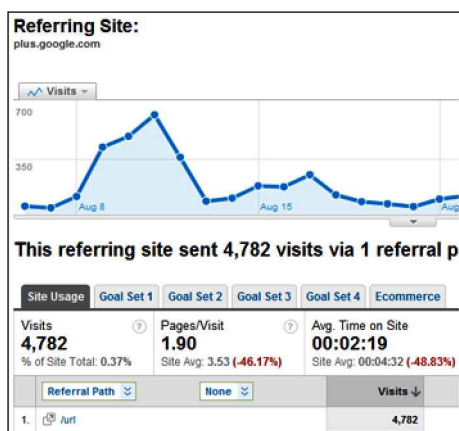 Referring Site:
plus.google.com
Visits
700
350
Aug 8
Aug 15
Aug
This referring site sent 4,782 visits via 1 referral p
Site Usage Goal Set 1 Goal Set 2 Goal Set 3 Goal Set 4 Ecommerce
Visits ? Pages/Visit ? Avg. Time on Site
4,782 1.90 00:02:19
% of Site Total: 0.37% Site Avg: 3.53 (-46.17%) Site Avg: 00:04:32 (-48.83%)
Referral Path None Visits
1. /url 4,782